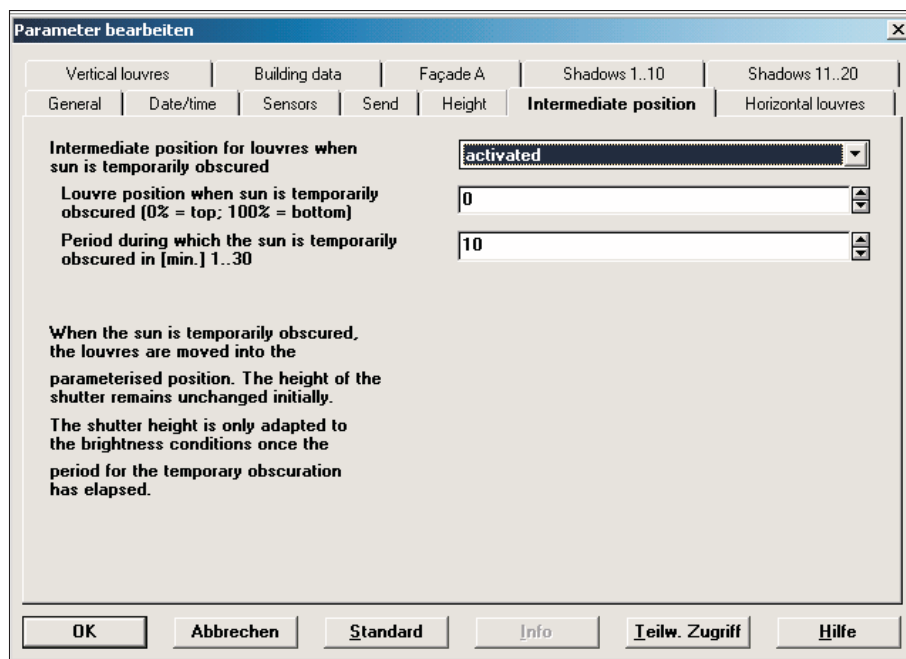 Parameter bearbeiten
Vertical louvres
Building data
Façade A
Shadows 1..10
Shadows 11..20
General
Date/time
Sensors
Send
Height
Intermediate position
Horizontal louvres
Intermediate position for louvres when
sun is temporarily obscured
activated
Louvre position when sun is temporarily
obscured (0% = top; 100% = bottom)
0
Period during which the sun is temporarily
obscured in [min.] 1..30
10
When the sun is temporarily obscured,
the louvres are moved into the
parameterised position. The height of the
shutter remains unchanged initially.
The shutter height is only adapted to
the brightness conditions once the
period for the temporary obscuration
has elapsed.
OK
Abbrechen
Standard
Info
Teilw. Zugriff
Hilfe